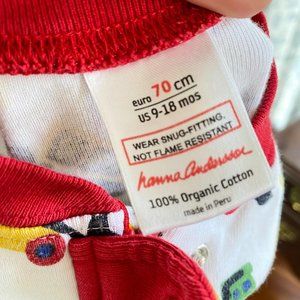 euro 70 cm
US 9-18 mos
WEAR SNUG-FITTING.
NOT FLAME RESISTANT.
hanna Andersson
100% Organic Cotton
made in Peru